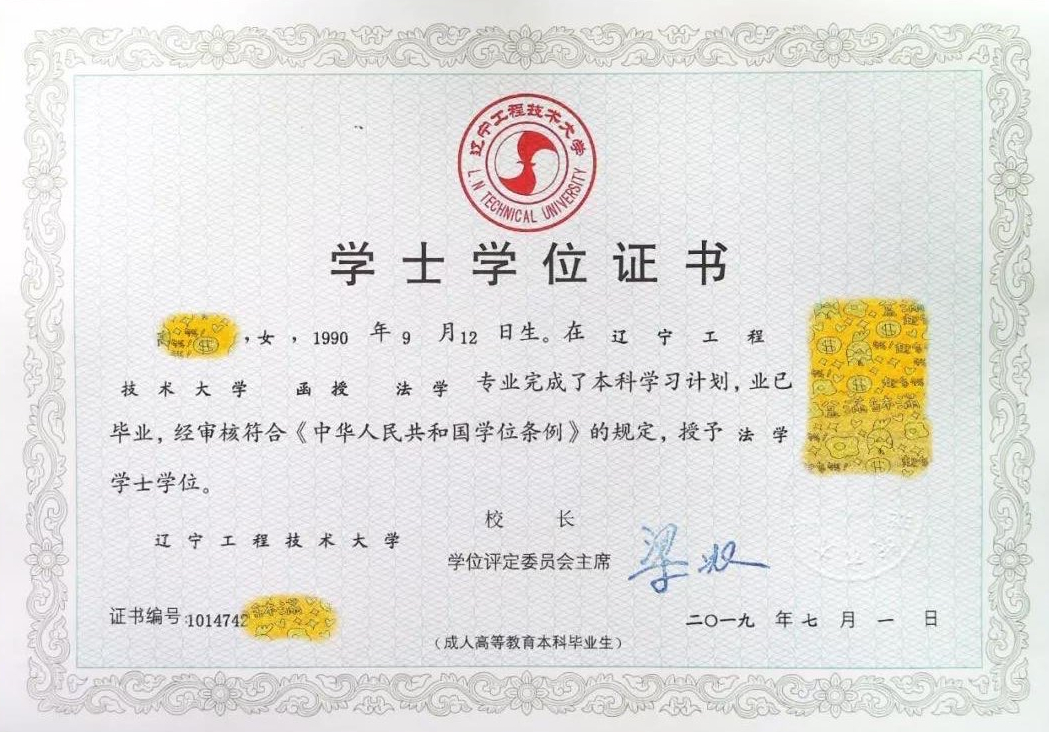 辽宁工程技术大学
L.N TECHNICAL UNIVERSITY
学士学位证书
，女，1990 年 9 月12 日生。在 辽宁工程
技术大学 函授 法学 专业完成了本科学习计划，业已
毕业，经审核符合《中华人民共和国学位条例》的规定，授予 法学
学士学位。
校 长
辽宁工程技术大学
学位评定委员会主席
证书编号:1014742
二〇一九 年 七 月 一 日
（成人高等教育本科毕业生）